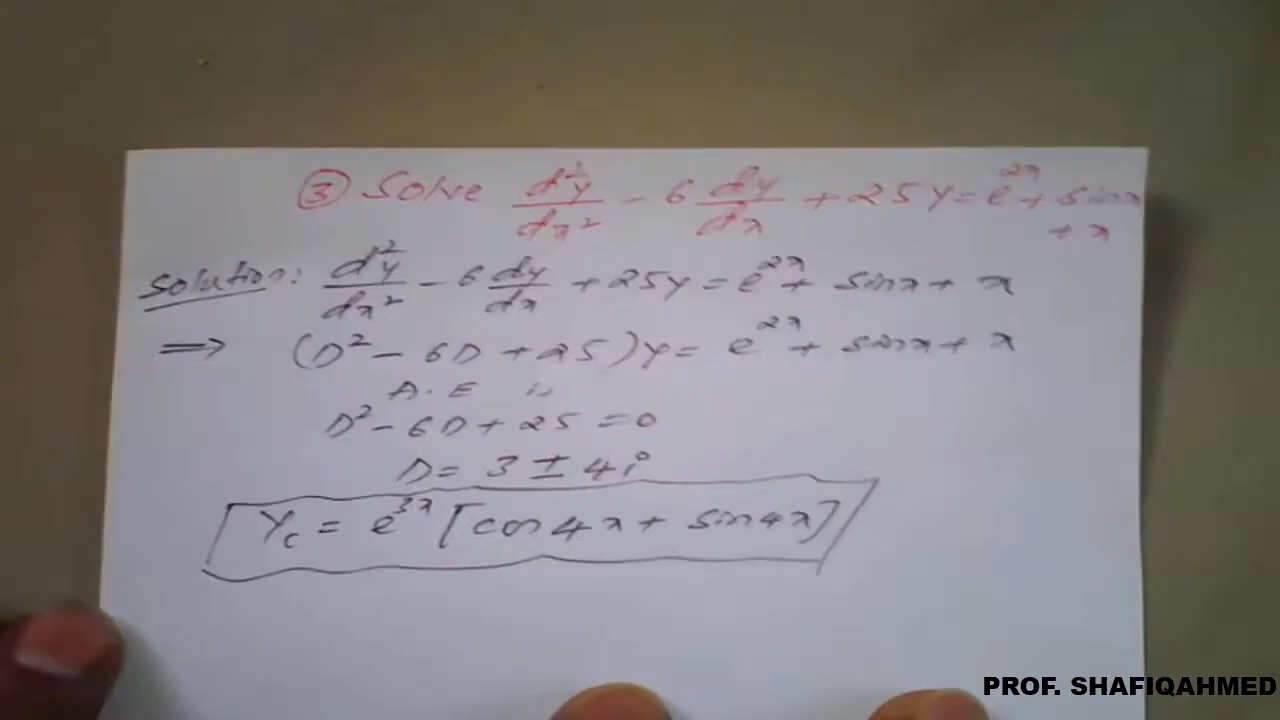 ③ Solve d²y/dx² - 6 dy/dx + 25y = e^2x + sinx + x
Solution: d²y/dx² - 6 dy/dx + 25y = e^2x + sinx + x
⇒ (D² - 6D + 25)y = e^2x + sinx + x
A.E is
D² - 6D + 25 = 0
D = 3 ± 4i
Yc = e^3x [cos4x + sin4x]
PROF. SHAFIQAHMED